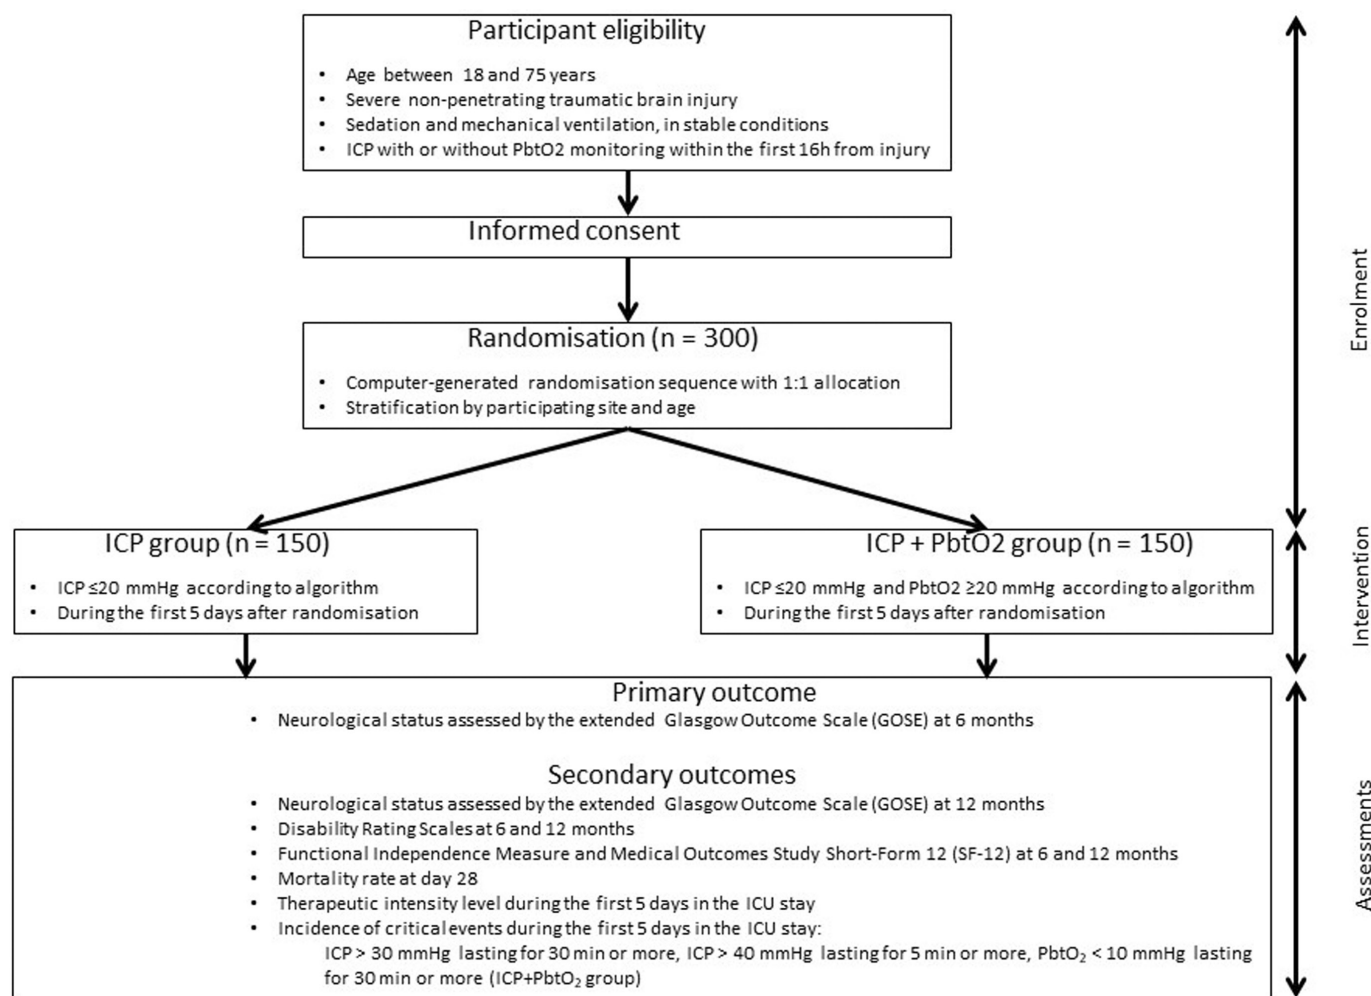 Participant eligibility
• Age between 18 and 75 years
• Severe non-penetrating traumatic brain injury
• Sedation and mechanical ventilation, in stable conditions
• ICP with or without PbtO2 monitoring within the first 16h from injury
Informed consent
Randomisation (n = 300)
• Computer-generated randomisation sequence with 1:1 allocation
• Stratification by participating site and age
Enrolment
ICP group (n = 150)
• ICP ≤20 mmHg according to algorithm
• During the first 5 days after randomisation
ICP + PbtO2 group (n = 150)
• ICP ≤20 mmHg and PbtO2 ≥20 mmHg according to algorithm
• During the first 5 days after randomisation
Intervention
Primary outcome
• Neurological status assessed by the extended Glasgow Outcome Scale (GOSE) at 6 months
Secondary outcomes
• Neurological status assessed by the extended Glasgow Outcome Scale (GOSE) at 12 months
• Disability Rating Scales at 6 and 12 months
• Functional Independence Measure and Medical Outcomes Study Short-Form 12 (SF-12) at 6 and 12 months
• Mortality rate at day 28
• Therapeutic intensity level during the first 5 days in the ICU stay
• Incidence of critical events during the first 5 days in the ICU stay:
ICP > 30 mmHg lasting for 30 min or more, ICP > 40 mmHg lasting for 5 min or more, PbtO₂ < 10 mmHg lasting
for 30 min or more (ICP+PbtO₂ group)
Assessments